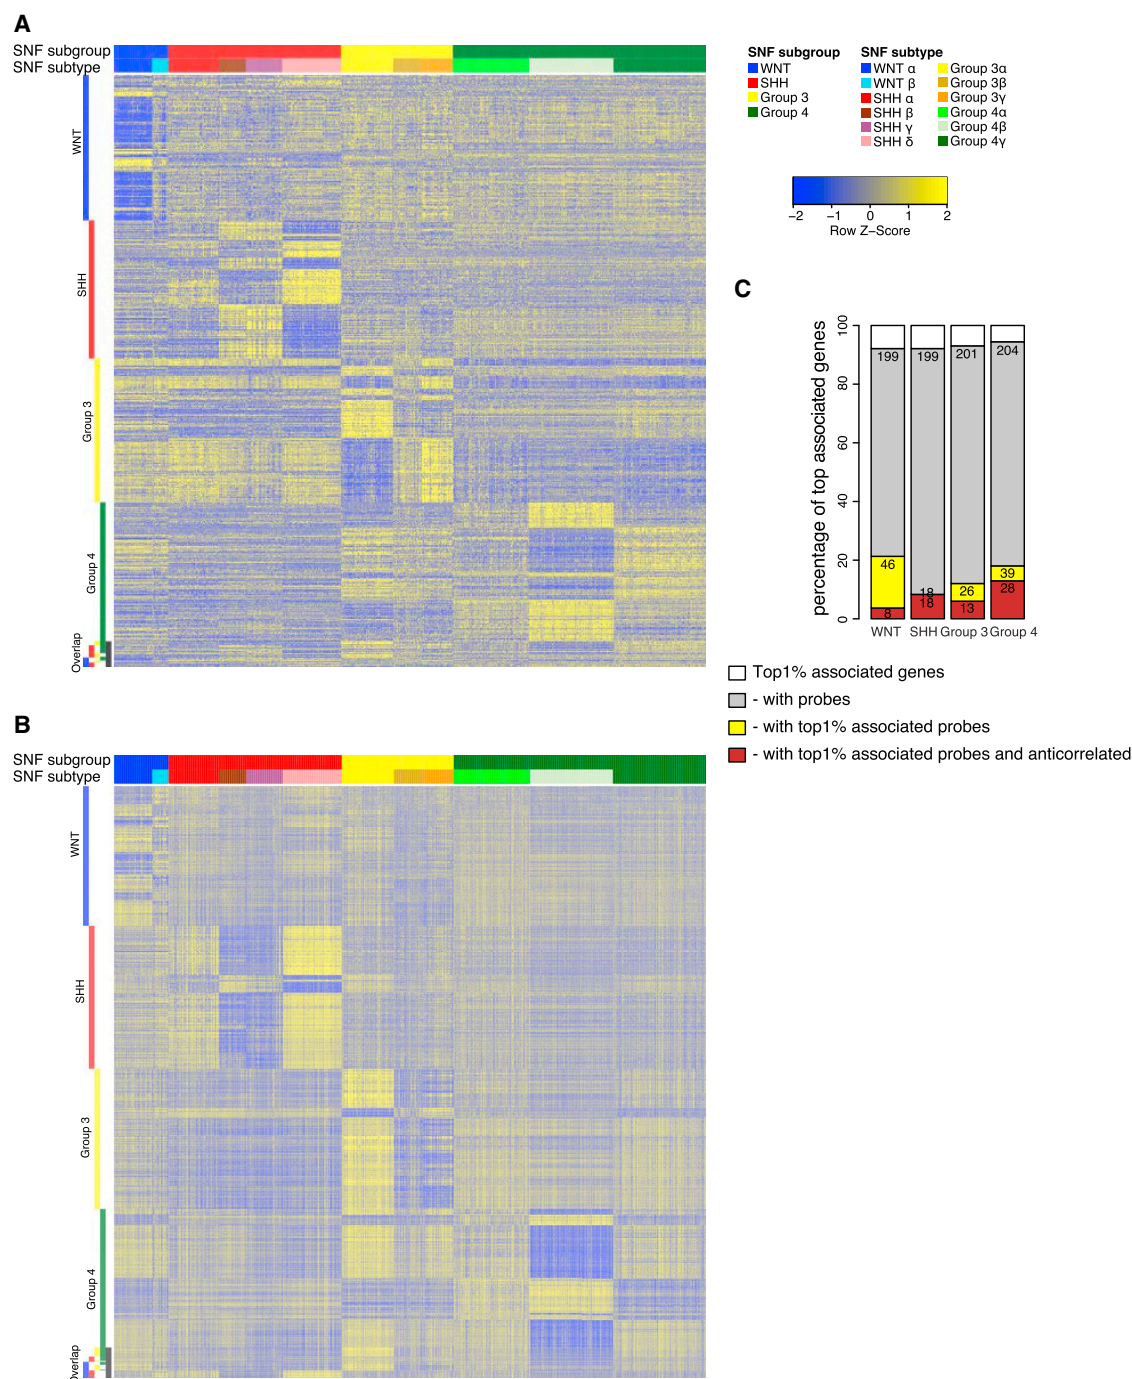 A
SNF subgroup
SNF subtype
WNT
SHH
Group 3
Group 4
Overlap
SNF subgroup
WNT
SHH
Group 3
Group 4
SNF subtype
WNT α
WNT β
SHH α
SHH β
SHH γ
SHH δ
Group 3α
Group 3β
Group 3γ
Group 4α
Group 4β
Group 4γ
−2 −1 0 1 2
Row Z−Score
C
percentage of top associated genes
100
80
60
40
20
0
199 199 201 204
46 18 26 39
8 18 13 28
WNT SHH Group 3 Group 4
Top1% associated genes
- with probes
- with top1% associated probes
- with top1% associated probes and anticorrelated
B
SNF subgroup
SNF subtype
WNT
SHH
Group 3
Group 4
Overlap